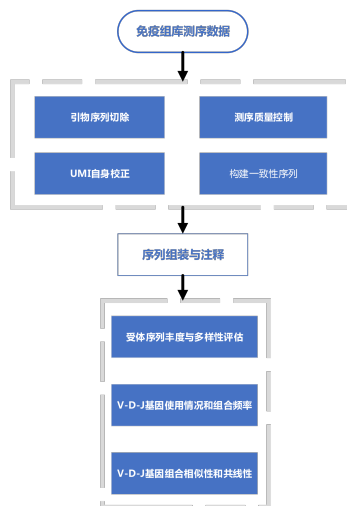 免疫组库测序数据
引物序列切除
测序质量控制
UMI自身校正
构建一致性序列
序列组装与注释
受体序列丰度与多样性评估
V-D-J基因使用情况和组合频率
V-D-J基因组合相似性和共线性